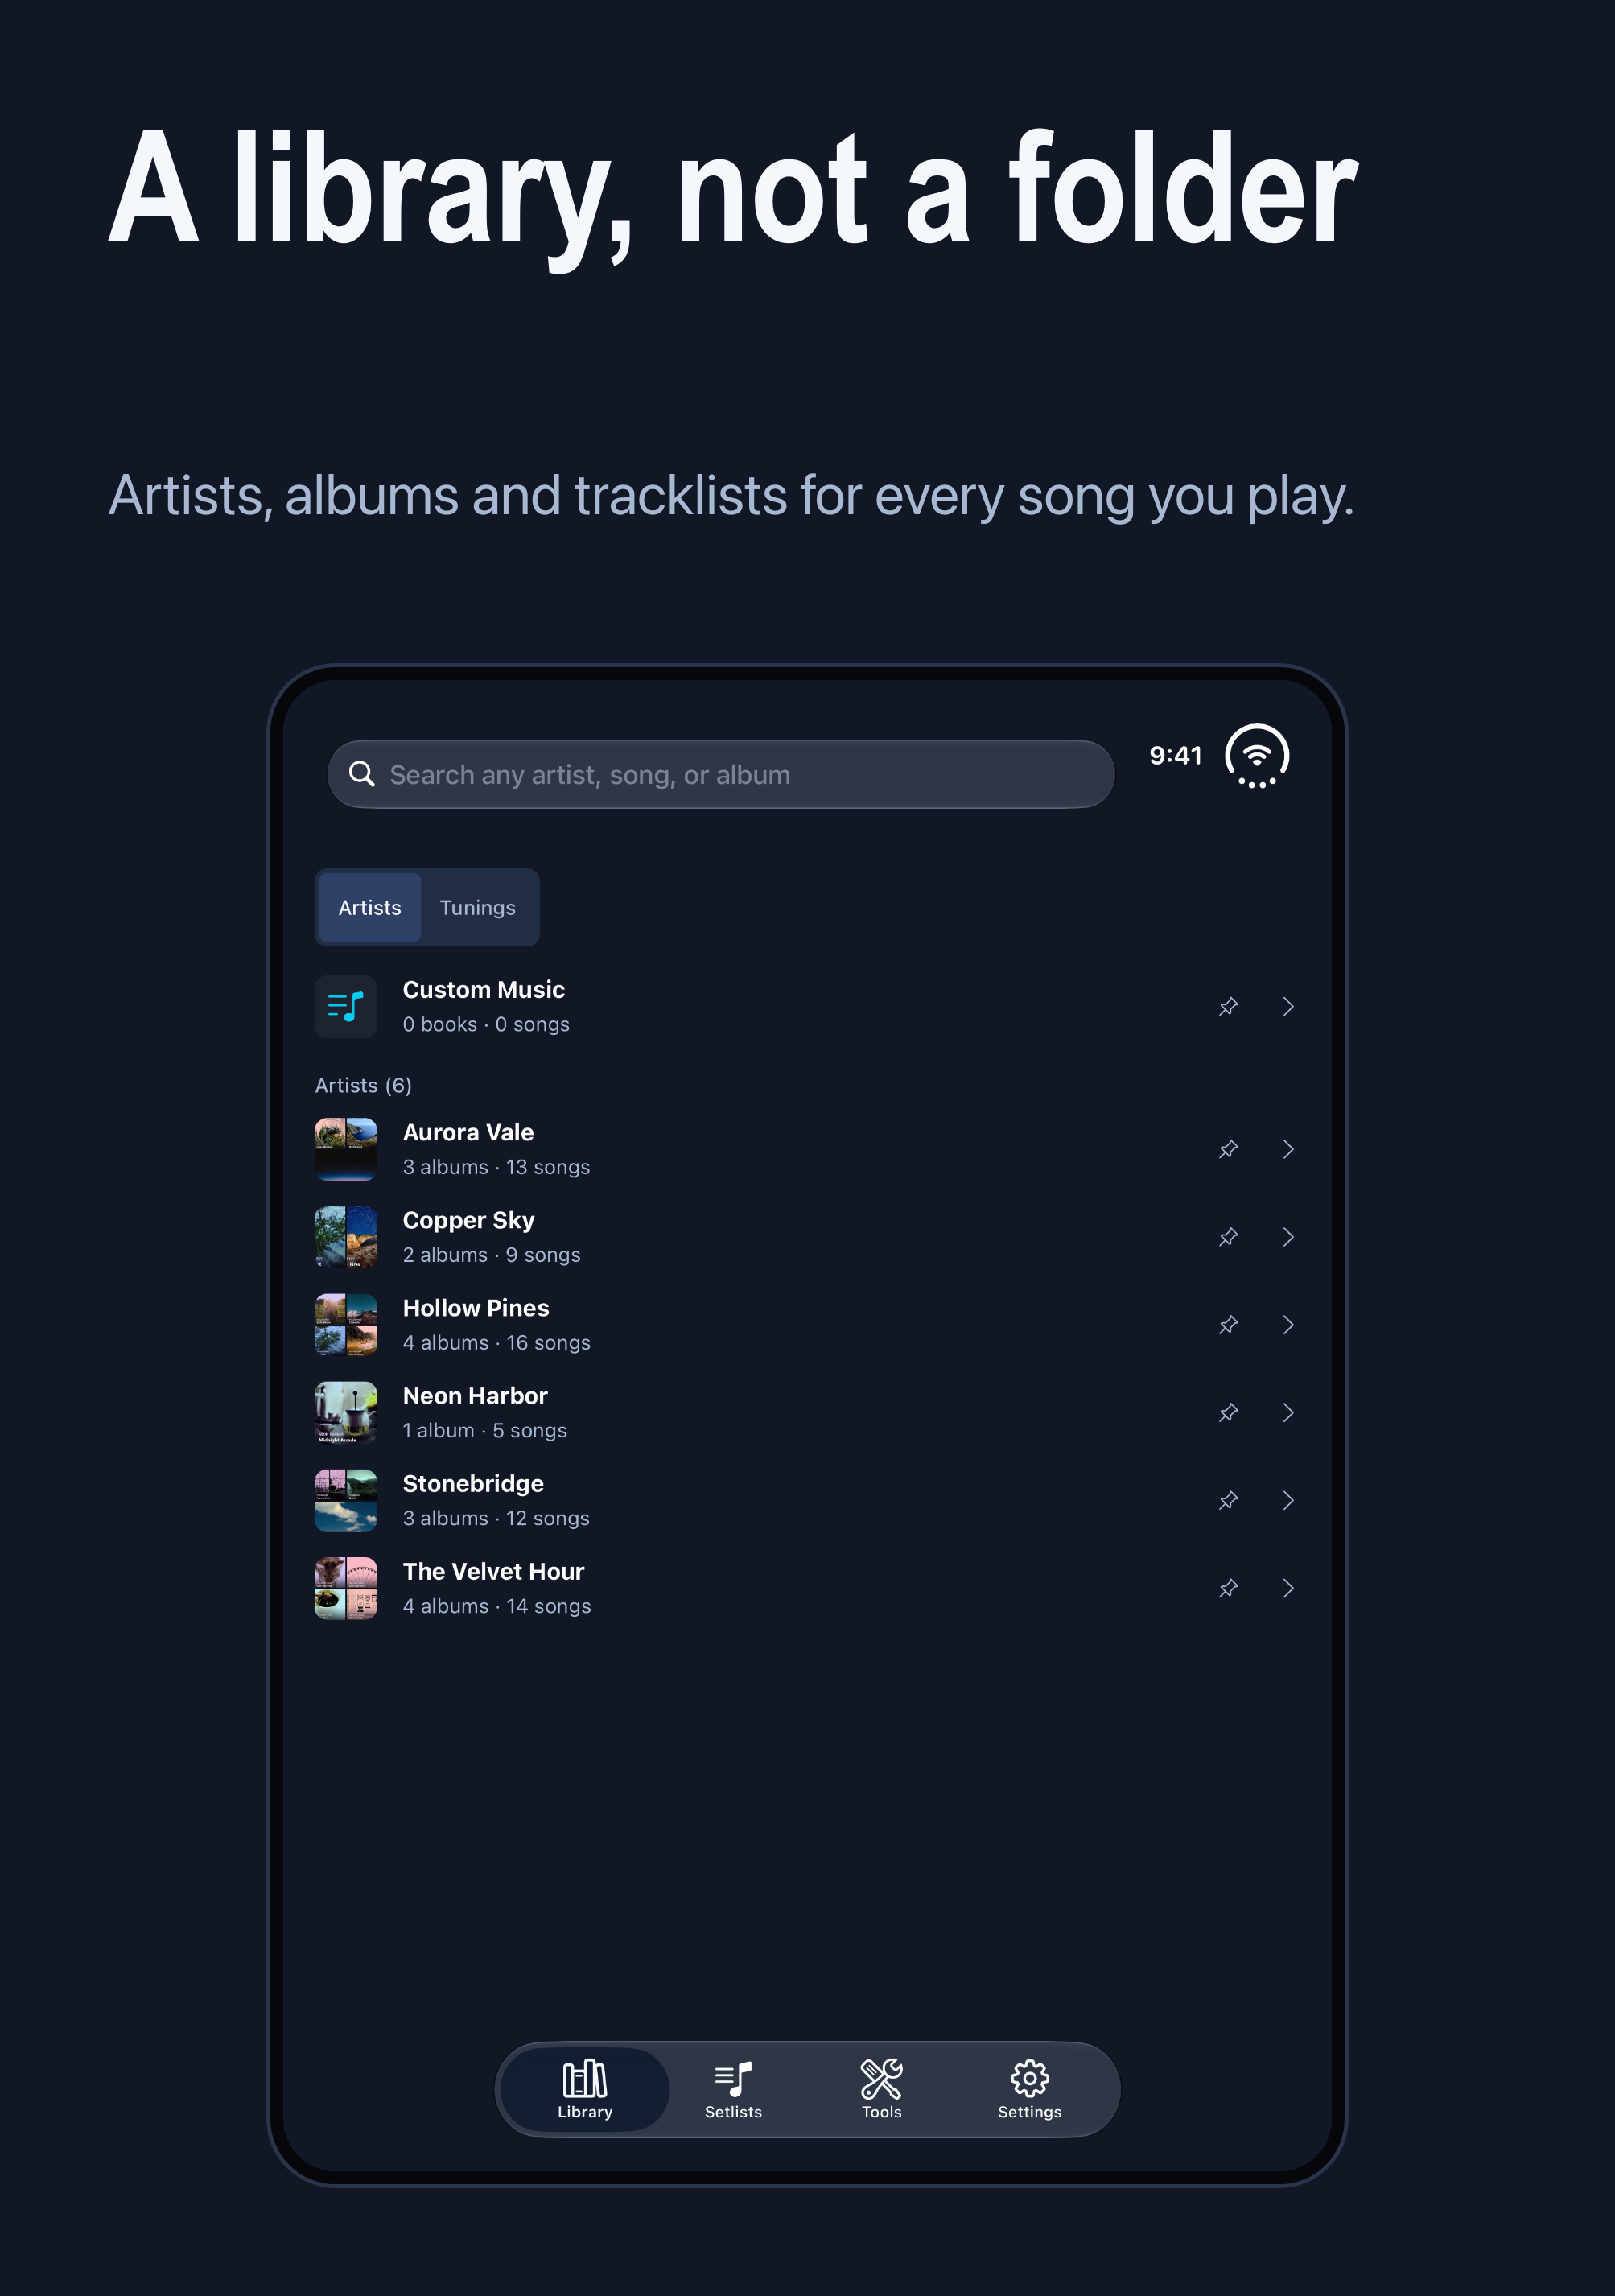 A library, not a folder
Artists, albums and tracklists for every song you play.
Search any artist, song, or album
9:41
Artists
Tunings
Custom Music
0 books · 0 songs
Artists (6)
Aurora Vale
3 albums · 13 songs
Copper Sky
2 albums · 9 songs
Hollow Pines
4 albums · 16 songs
Neon Harbor
1 album · 5 songs
Midnight Arcade
Stonebridge
3 albums · 12 songs
The Velvet Hour
4 albums · 14 songs
Library
Setlists
Tools
Settings